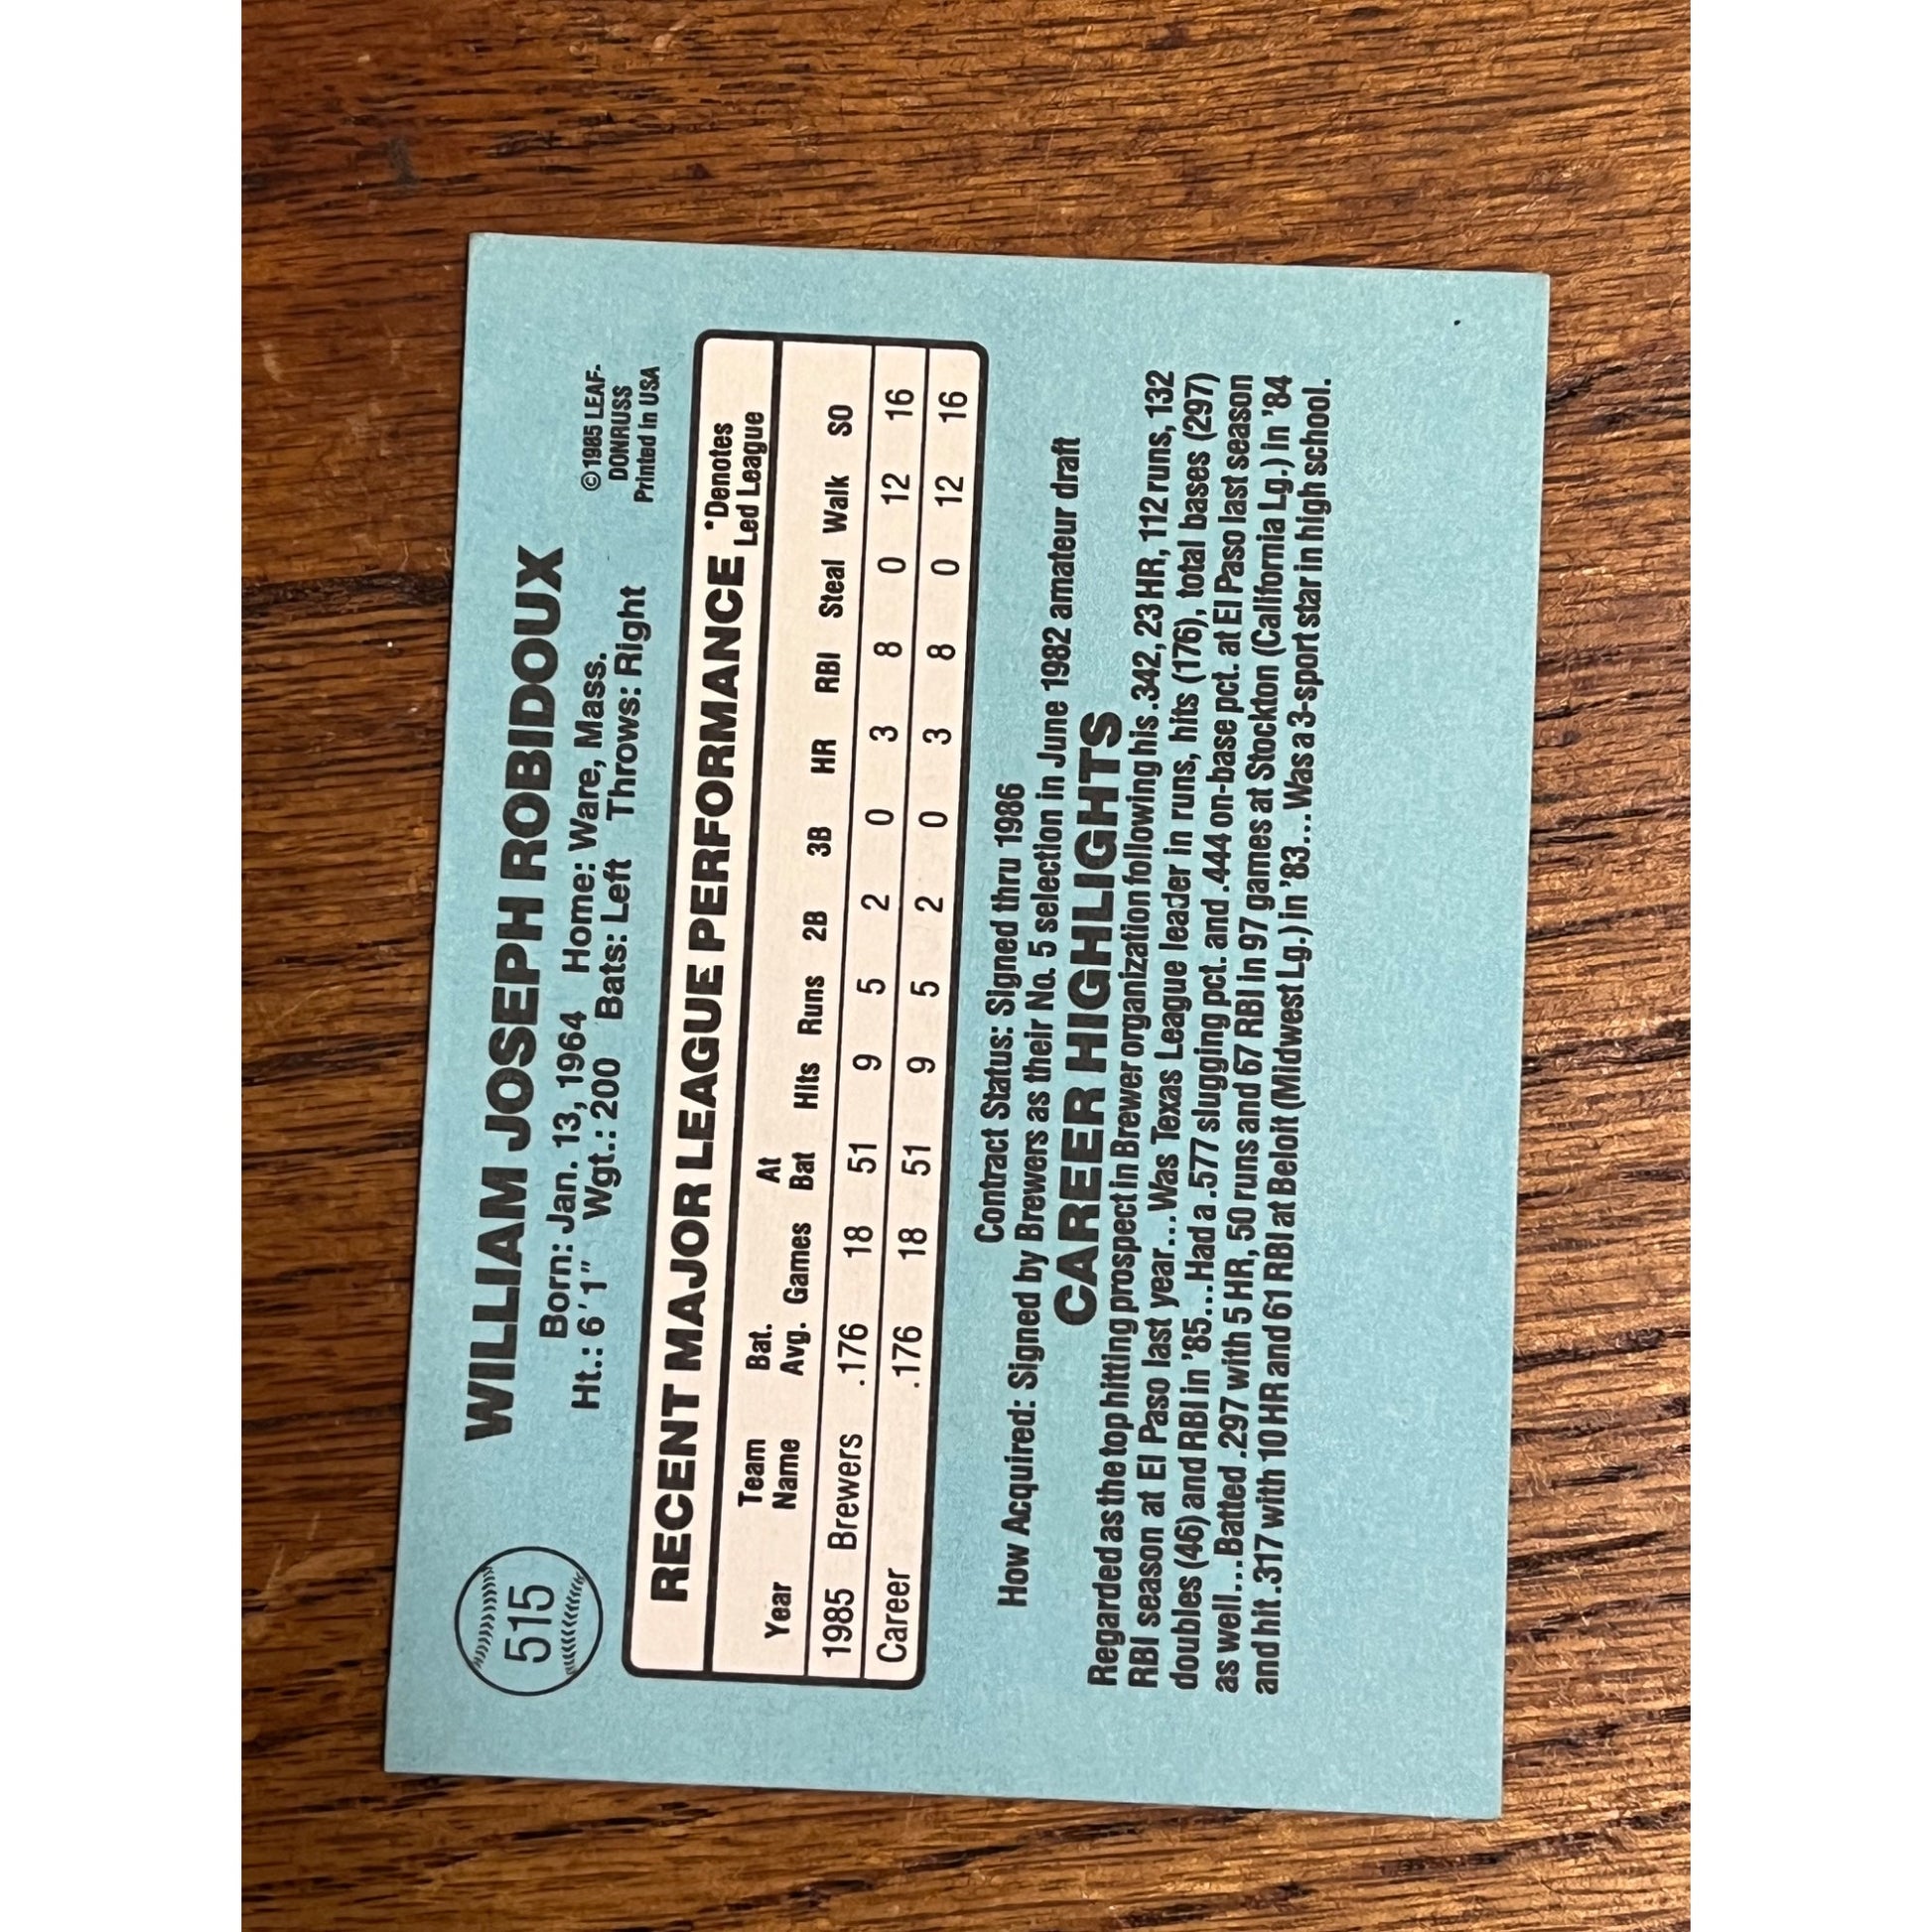 515
WILLIAM JOSEPH ROBIDOUX
Born: Jan. 13, 1964 Home: Ware, Mass.
Ht.: 6'1" Wgt.: 200 Bats: Left Throws: Right
©1985 LEAF-
DONRUSS
Printed in USA
RECENT MAJOR LEAGUE PERFORMANCE *Denotes
Led League
Team Bat. At
Year Name Avg. Games Bat Hits Runs 2B 3B HR RBI Steal Walk SO
1985 Brewers .176 18 51 9 5 2 0 3 8 0 12 16
Career .176 18 51 9 5 2 0 3 8 0 12 16
Contract Status: Signed thru 1986
How Acquired: Signed by Brewers as their No. 5 selection in June 1982 amateur draft
CAREER HIGHLIGHTS
Regarded as the top hitting prospect in Brewer organization following his .342, 23 HR, 112 runs, 132
RBI season at El Paso last year...Was Texas League leader in runs, hits (176), total bases (297)
doubles (46) and RBI in '85...Had a .577 slugging pct. and .444 on-base pct. at El Paso last season
as well...Batted .297 with 5 HR, 50 runs and 67 RBI in 97 games at Stockton (California Lg.) in '84
and hit .317 with 10 HR and 61 RBI at Beloit (Midwest Lg.) in '83...Was a 3-sport star in high school.